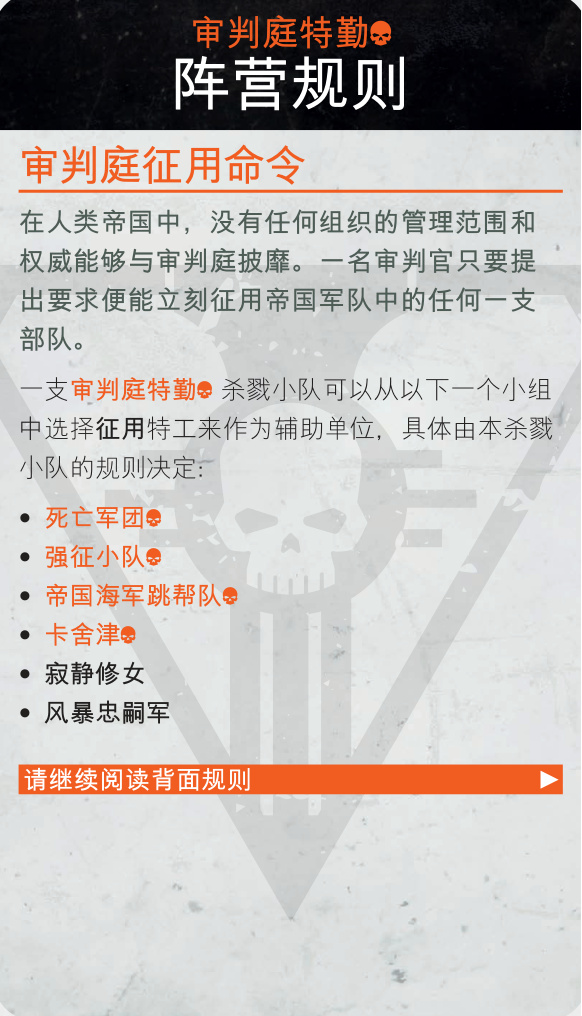 审判庭特勤
阵营规则
审判庭征用命令
在人类帝国中，没有任何组织的管理范围和
权威能够与审判庭披靡。一名审判官只要提
出要求便能立刻征用帝国军队中的任何一支
部队。
一支审判庭特勤 杀戮小队可以从以下一个小组
中选择征用特工来作为辅助单位，具体由本杀戮
小队的规则决定:
• 死亡军团
• 强征小队
• 帝国海军跳帮队
• 卡舍津
• 寂静修女
• 风暴忠嗣军
请继续阅读背面规则